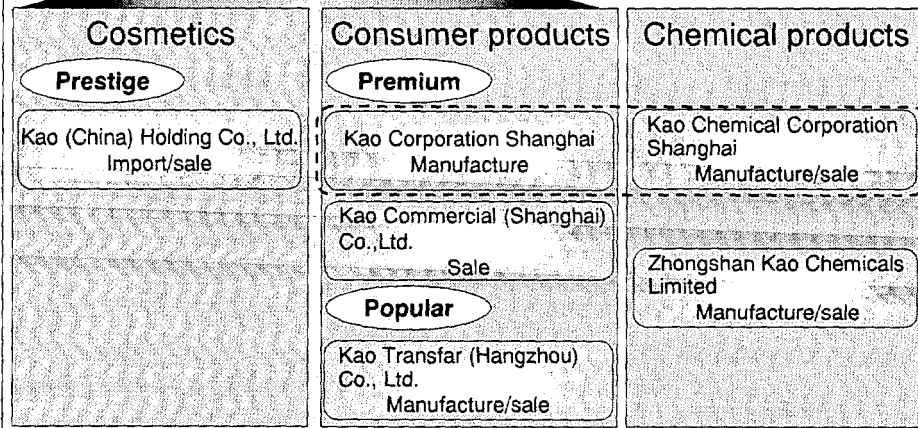 Cosmetics
Prestige
Kao (China) Holding Co., Ltd.
Import/sale
Consumer products
Premium
Kao Corporation Shanghai
Manufacture
Kao Commercial (Shanghai)
Co.,Ltd.
Sale
Popular
Kao Transfar (Hangzhou)
Co., Ltd.
Manufacture/sale
Chemical products
Kao Chemical Corporation
Shanghai
Manufacture/sale
Zhongshan Kao Chemicals
Limited
Manufacture/sale